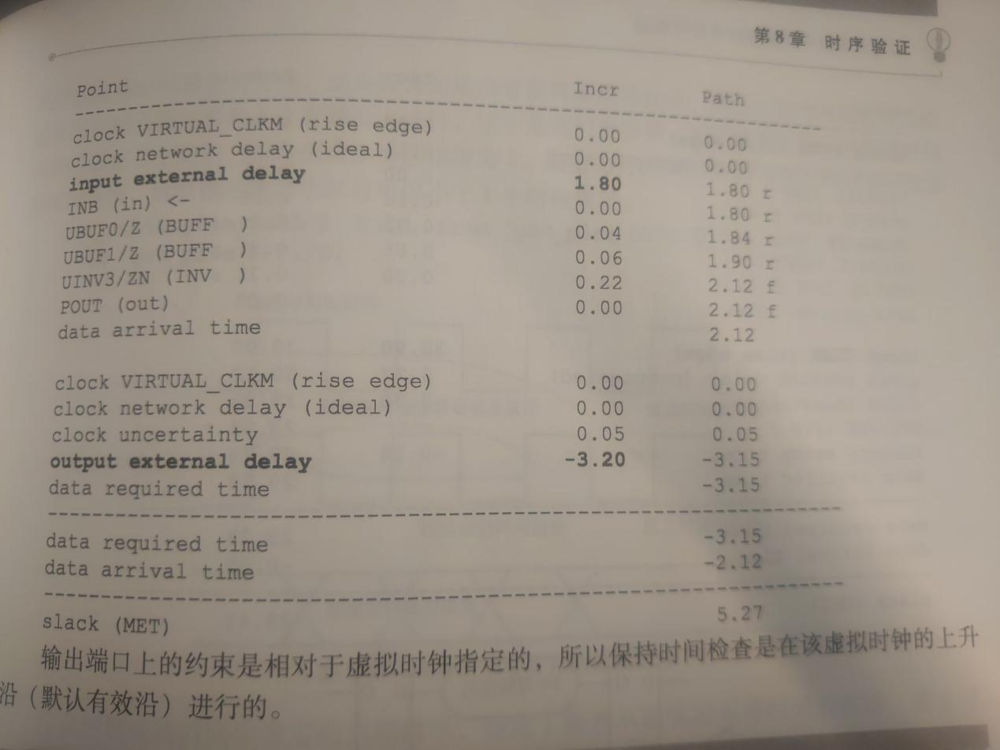 第8章 时序验证
Point Incr Path
--------------------------------------------------------------
clock VIRTUAL_CLKM (rise edge) 0.00 0.00
clock network delay (ideal) 0.00 0.00
input external delay 1.80 1.80 r
INB (in) <- 0.00 1.80 r
UBUF0/Z (BUFF ) 0.04 1.84 r
UBUF1/Z (BUFF ) 0.06 1.90 r
UINV3/ZN (INV ) 0.22 2.12 f
POUT (out) 0.00 2.12 f
data arrival time 2.12
clock VIRTUAL_CLKM (rise edge) 0.00 0.00
clock network delay (ideal) 0.00 0.00
clock uncertainty 0.05 0.05
output external delay -3.20 -3.15
data required time -3.15
--------------------------------------------------------------
data required time -3.15
data arrival time -2.12
--------------------------------------------------------------
slack (MET) 5.27
输出端口上的约束是相对于虚拟时钟指定的，所以保持时间检查是在该虚拟时钟的上升
沿（默认有效沿）进行的。